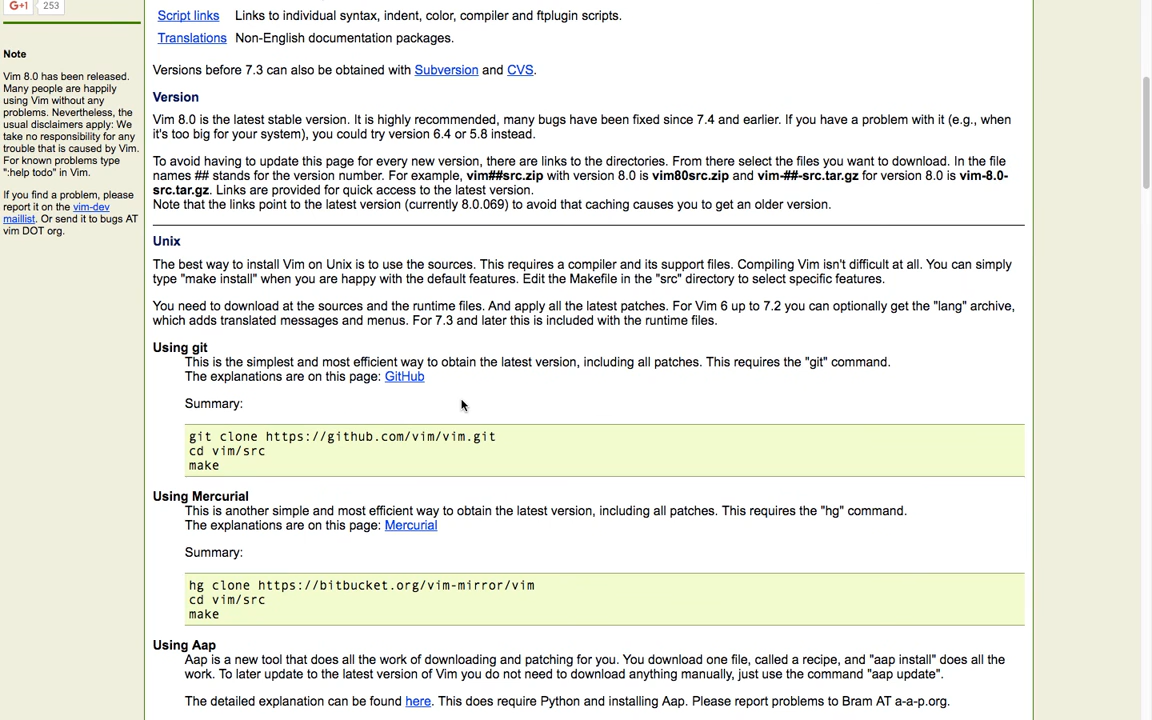 G+1 253
Note
Vim 8.0 has been released.
Many people are happily
using Vim without any
problems. Nevertheless, the
usual disclaimers apply: We
take no responsibility for any
trouble that is caused by Vim.
For known problems type
":help todo" in Vim.
If you find a problem, please
report it on the vim-dev
maillist. Or send it to bugs AT
vim DOT org.
Script links Links to individual syntax, indent, color, compiler and ftplugin scripts.
Translations Non-English documentation packages.
Versions before 7.3 can also be obtained with Subversion and CVS.
Version
Vim 8.0 is the latest stable version. It is highly recommended, many bugs have been fixed since 7.4 and earlier. If you have a problem with it (e.g., when
it's too big for your system), you could try version 6.4 or 5.8 instead.
To avoid having to update this page for every new version, there are links to the directories. From there select the files you want to download. In the file
names ## stands for the version number. For example, vim##src.zip with version 8.0 is vim80src.zip and vim-##-src.tar.gz for version 8.0 is vim-8.0-
src.tar.gz. Links are provided for quick access to the latest version.
Note that the links point to the latest version (currently 8.0.069) to avoid that caching causes you to get an older version.
Unix
The best way to install Vim on Unix is to use the sources. This requires a compiler and its support files. Compiling Vim isn't difficult at all. You can simply
type "make install" when you are happy with the default features. Edit the Makefile in the "src" directory to select specific features.
You need to download at the sources and the runtime files. And apply all the latest patches. For Vim 6 up to 7.2 you can optionally get the "lang" archive,
which adds translated messages and menus. For 7.3 and later this is included with the runtime files.
Using git
This is the simplest and most efficient way to obtain the latest version, including all patches. This requires the "git" command.
The explanations are on this page: GitHub
Summary:
git clone https://github.com/vim/vim.git
cd vim/src
make
Using Mercurial
This is another simple and most efficient way to obtain the latest version, including all patches. This requires the "hg" command.
The explanations are on this page: Mercurial
Summary:
hg clone https://bitbucket.org/vim-mirror/vim
cd vim/src
make
Using Aap
Aap is a new tool that does all the work of downloading and patching for you. You download one file, called a recipe, and "aap install" does all the
work. To later update to the latest version of Vim you do not need to download anything manually, just use the command "aap update".
The detailed explanation can be found here. This does require Python and installing Aap. Please report problems to Bram AT a-a-p.org.